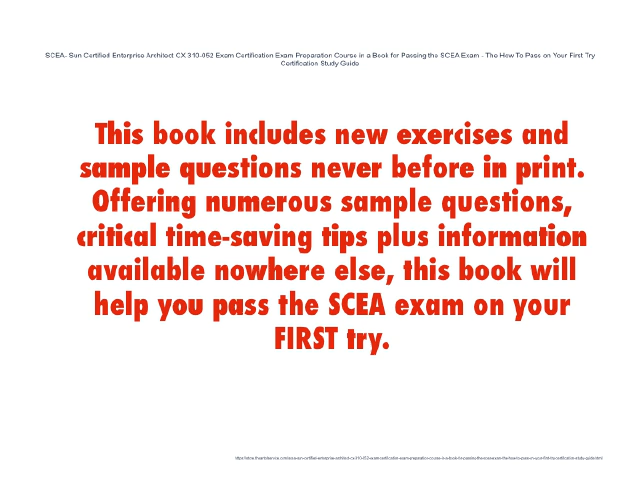 SCEA- Sun Certified Enterprise Architect CX 310-052 Exam Certification Exam Preparation Course in a Book for Passing the SCEA Exam - The How To Pass on Your First Try
Certification Study Guide
This book includes new exercises and
sample questions never before in print.
Offering numerous sample questions,
critical time-saving tips plus information
available nowhere else, this book will
help you pass the SCEA exam on your
FIRST try.